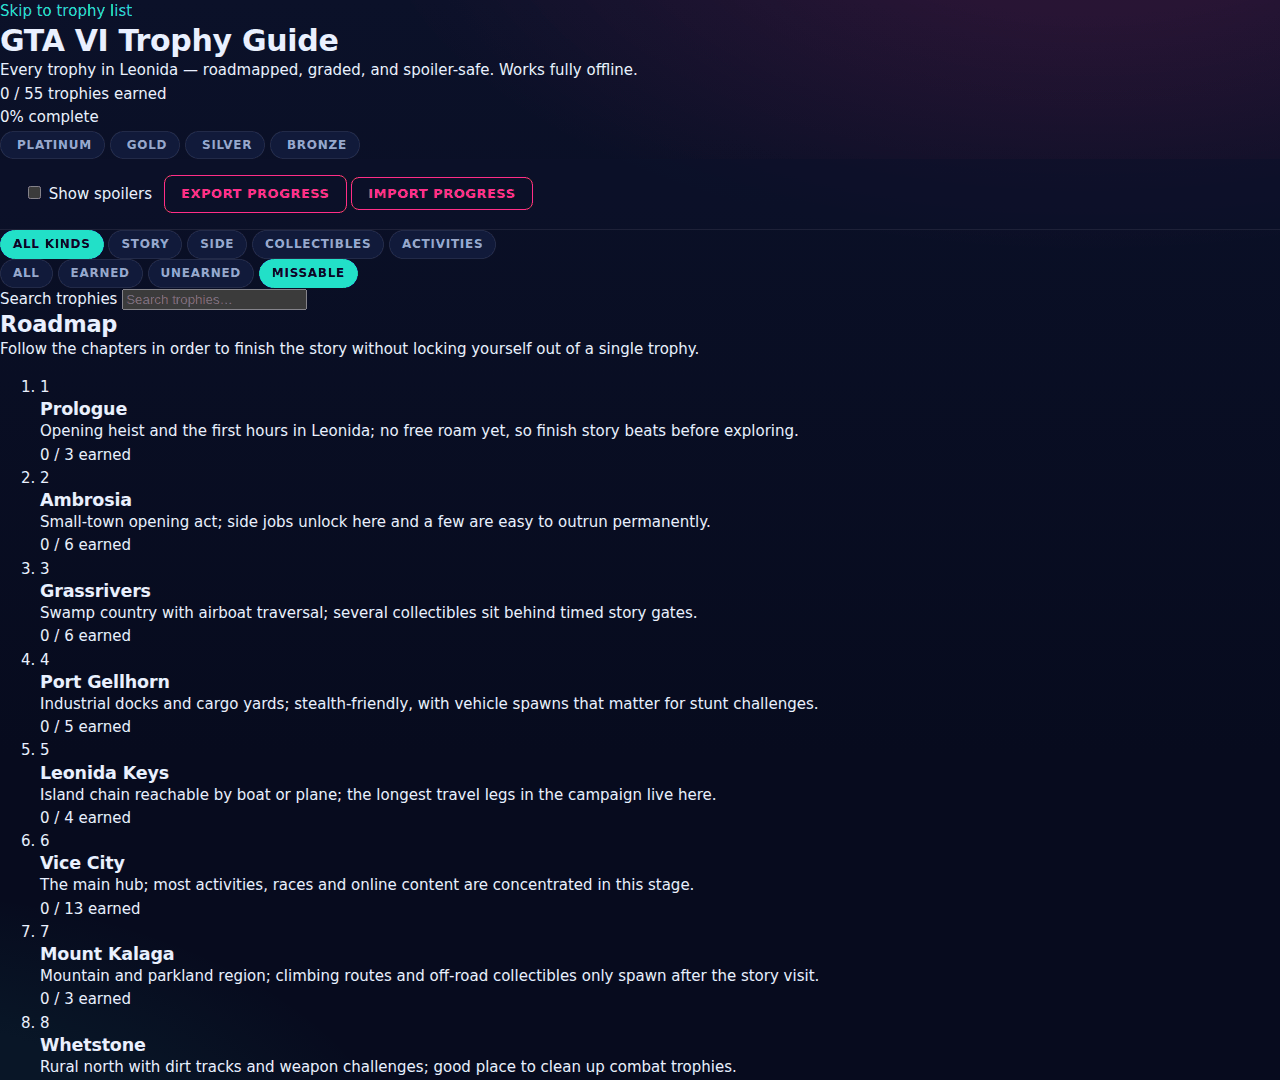 Skip to trophy list
GTA VI Trophy Guide
Every trophy in Leonida — roadmapped, graded, and spoiler-safe. Works fully offline.
0 / 55 trophies earned
0% complete
PLATINUM GOLD SILVER BRONZE
Show spoilers EXPORT PROGRESS IMPORT PROGRESS
ALL KINDS STORY SIDE COLLECTIBLES ACTIVITIES
ALL EARNED UNEARNED MISSABLE
Search trophies Search trophies…
Roadmap
Follow the chapters in order to finish the story without locking yourself out of a single trophy.
1. 1
Prologue
Opening heist and the first hours in Leonida; no free roam yet, so finish story beats before exploring.
0 / 3 earned
2. 2
Ambrosia
Small-town opening act; side jobs unlock here and a few are easy to outrun permanently.
0 / 6 earned
3. 3
Grassrivers
Swamp country with airboat traversal; several collectibles sit behind timed story gates.
0 / 6 earned
4. 4
Port Gellhorn
Industrial docks and cargo yards; stealth-friendly, with vehicle spawns that matter for stunt challenges.
0 / 5 earned
5. 5
Leonida Keys
Island chain reachable by boat or plane; the longest travel legs in the campaign live here.
0 / 4 earned
6. 6
Vice City
The main hub; most activities, races and online content are concentrated in this stage.
0 / 13 earned
7. 7
Mount Kalaga
Mountain and parkland region; climbing routes and off-road collectibles only spawn after the story visit.
0 / 3 earned
8. 8
Whetstone
Rural north with dirt tracks and weapon challenges; good place to clean up combat trophies.